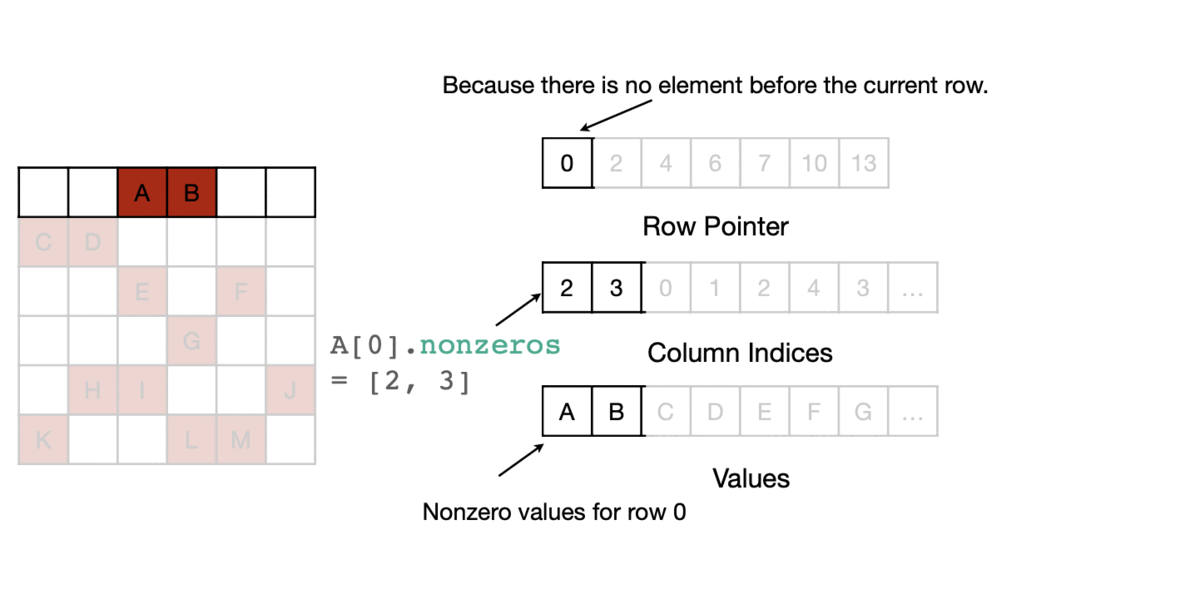 Because there is no element before the current row.
0 2 4 6 7 10 13
Row Pointer
A B
C D
E F
G
H I J
K L M
2 3 0 1 2 4 3 ...
A[0].nonzeros
= [2, 3]
Column Indices
A B C D E F G ...
Values
Nonzero values for row 0